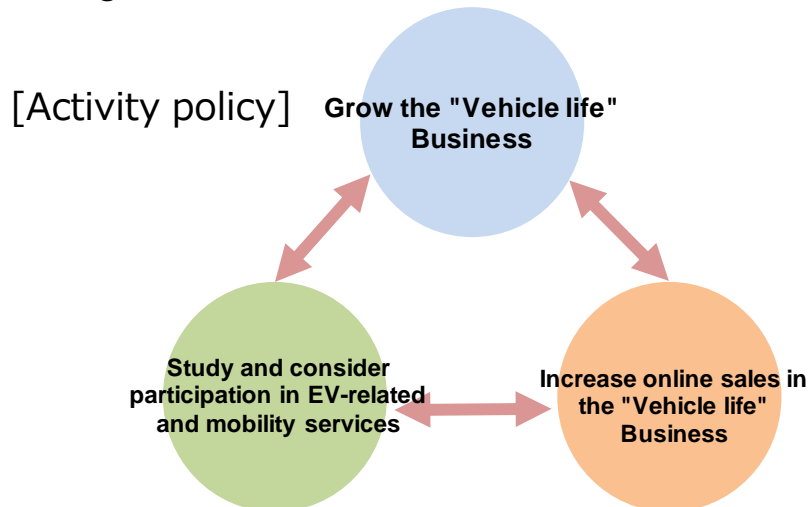 [Activity policy]
Grow the "Vehicle life"
Business
Study and consider
participation in EV-related
and mobility services
Increase online sales in
the "Vehicle life"
Business